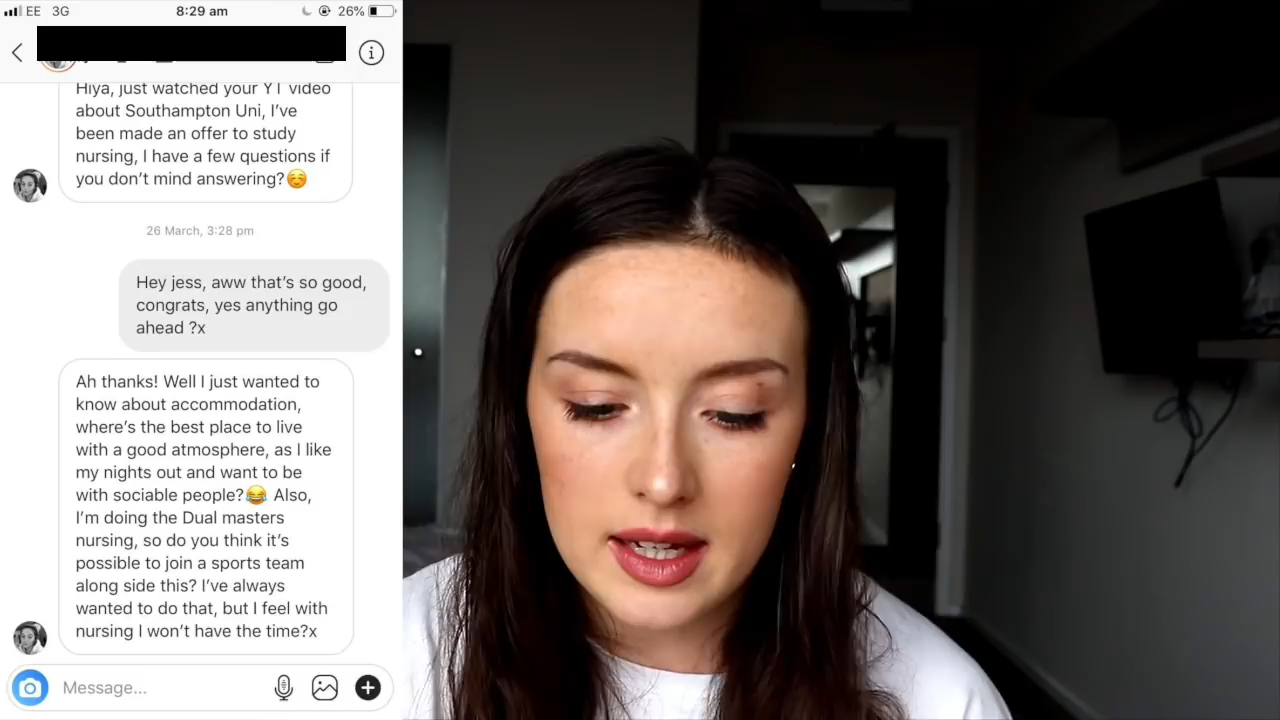 EE 3G 8:29 am 26%
Hiya, just watched your YT video
about Southampton Uni, I've
been made an offer to study
nursing, I have a few questions if
you don't mind answering?☺️
26 March, 3:28 pm
Hey jess, aww that's so good,
congrats, yes anything go
ahead ?x
Ah thanks! Well I just wanted to
know about accommodation,
where's the best place to live
with a good atmosphere, as I like
my nights out and want to be
with sociable people?😂 Also,
I'm doing the Dual masters
nursing, so do you think it's
possible to join a sports team
along side this? I've always
wanted to do that, but I feel with
nursing I won't have the time?x
Message...